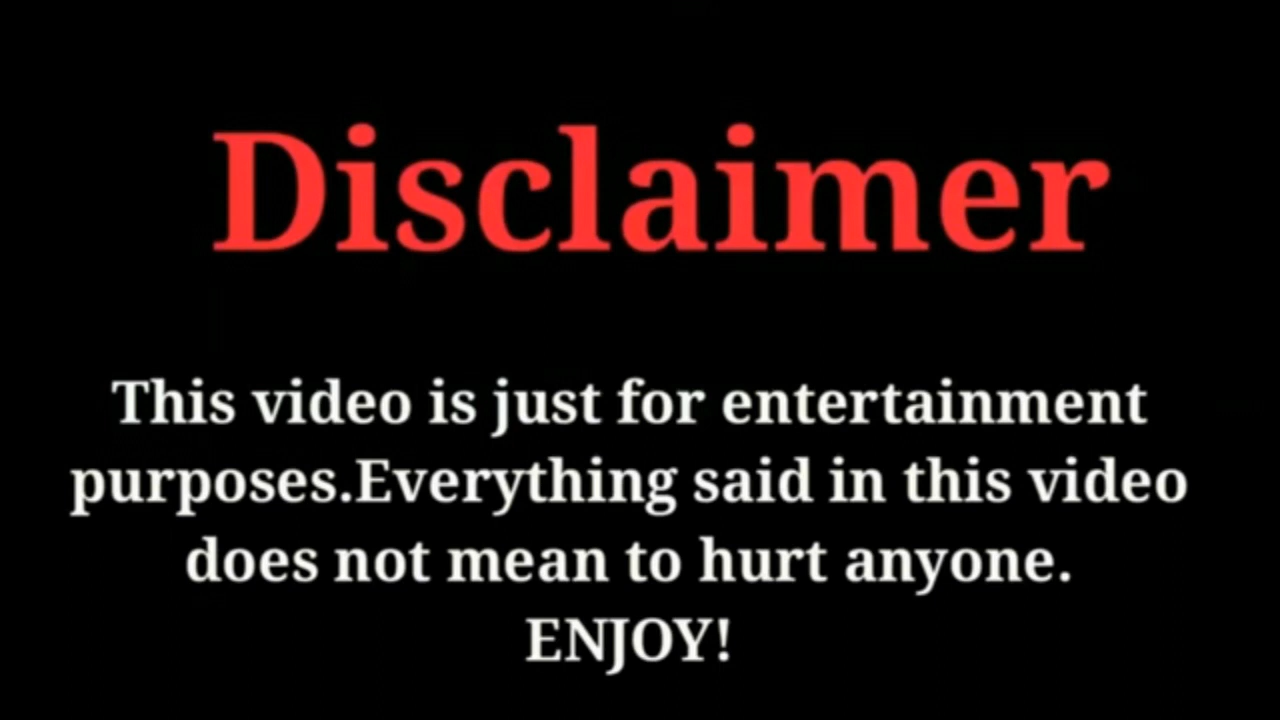 Disclaimer
This video is just for entertainment
purposes.Everything said in this video
does not mean to hurt anyone.
ENJOY!